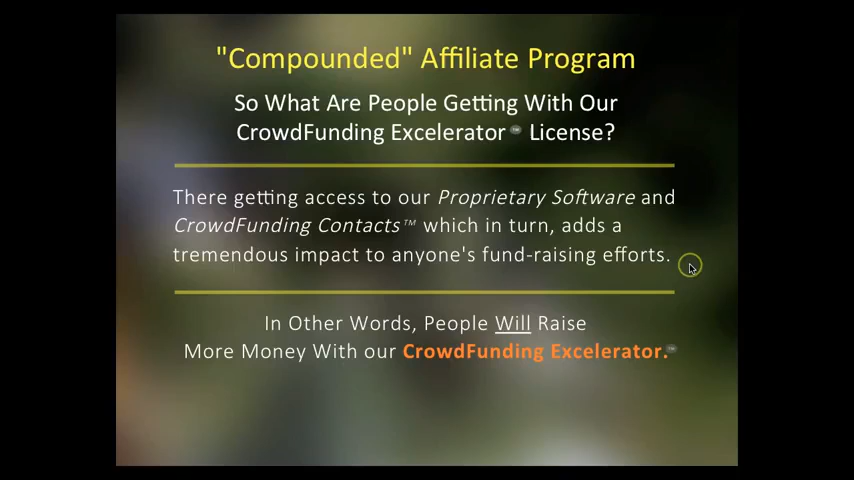 "Compounded" Affiliate Program
So What Are People Getting With Our
CrowdFunding Excelerator™ License?
There getting access to our Proprietary Software and
CrowdFunding Contacts™ which in turn, adds a
tremendous impact to anyone's fund-raising efforts.
In Other Words, People Will Raise
More Money With our CrowdFunding Excelerator.™